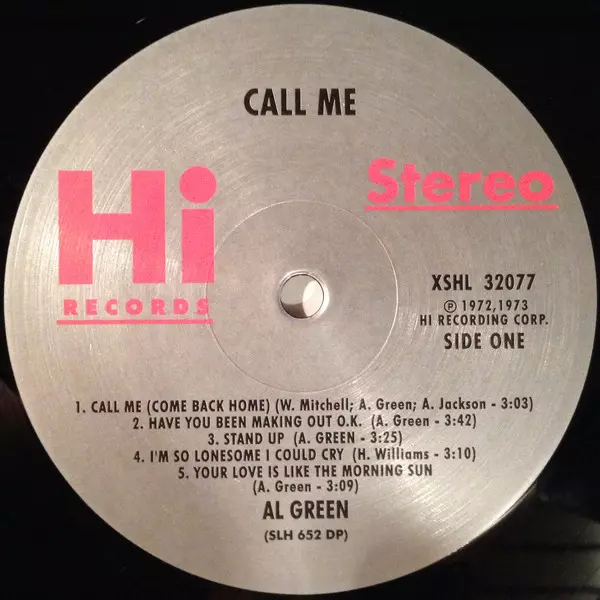 CALL ME
Hi
RECORDS
Stereo
XSHL 32077
℗ 1972,1973
HI RECORDING CORP.
SIDE ONE
1. CALL ME (COME BACK HOME) (W. Mitchell; A. Green; A. Jackson - 3:03)
2. HAVE YOU BEEN MAKING OUT O.K. (A. Green - 3:42)
3. STAND UP (A. GREEN - 3:25)
4. I'M SO LONESOME I COULD CRY (H. Williams - 3:10)
5. YOUR LOVE IS LIKE THE MORNING SUN
(A. Green - 3:09)
AL GREEN
(SLH 652 DP)